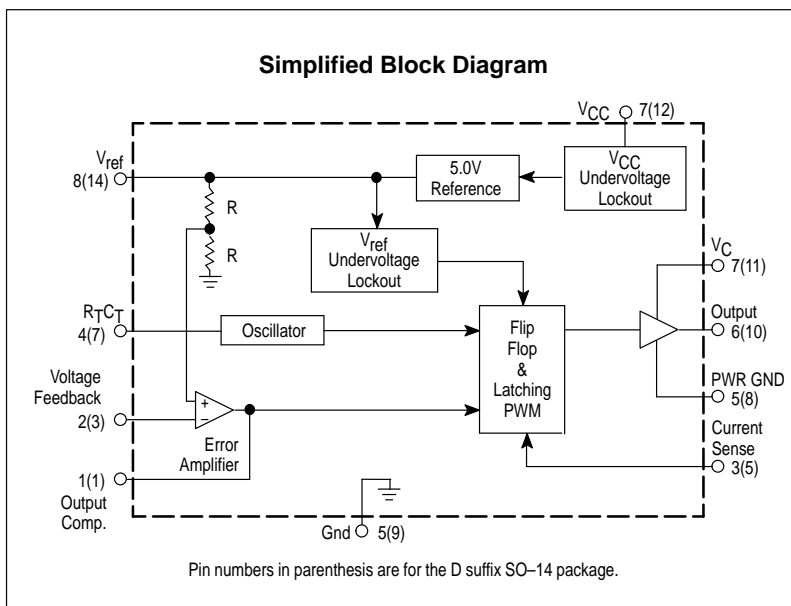 Simplified Block Diagram
VCC 7(12)
Vref
8(14)
R
R
5.0V
Reference
VCC
Undervoltage
Lockout
Vref
Undervoltage
Lockout
VC
7(11)
RTCT
4(7)
Oscillator
Flip
Flop
&
Latching
PWM
Output
6(10)
Voltage
Feedback
2(3)
+
−
Error
Amplifier
PWR GND
5(8)
Current
Sense
3(5)
1(1)
Output
Comp.
Gnd 5(9)
Pin numbers in parenthesis are for the D suffix SO–14 package.